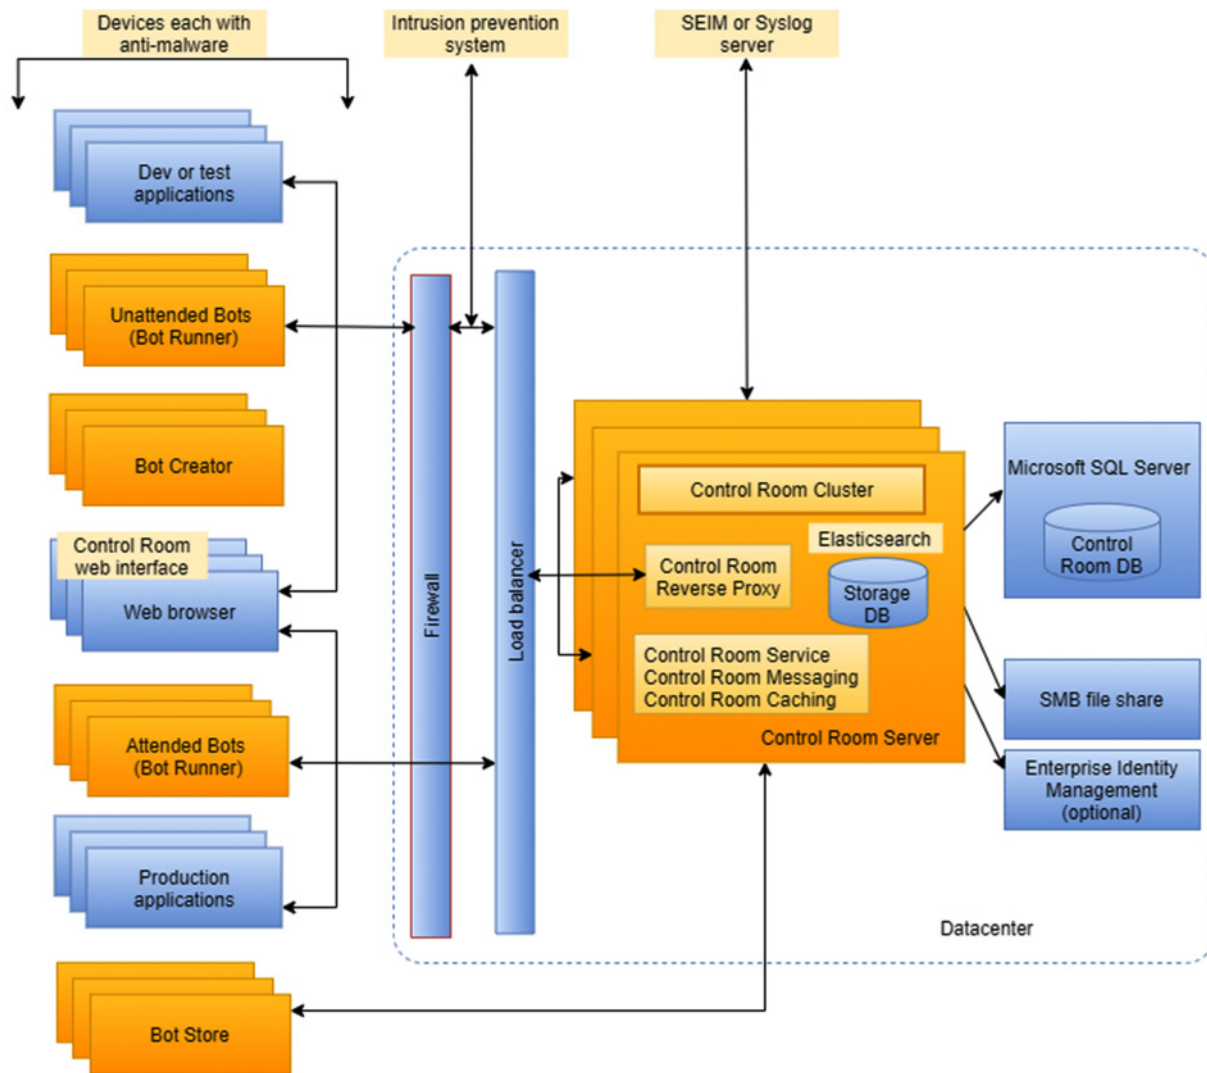 Devices each with
anti-malware
Intrusion prevention
system
SEIM or Syslog
server
Dev or test
applications
Unattended Bots
(Bot Runner)
Bot Creator
Control Room
web interface
Web browser
Attended Bots
(Bot Runner)
Production
applications
Bot Store
Firewall
Load balancer
Control Room Cluster
Elasticsearch
Control Room
Reverse Proxy
Storage
DB
Control Room Service
Control Room Messaging
Control Room Caching
Control Room Server
Microsoft SQL Server
Control
Room DB
SMB file share
Enterprise Identity
Management
(optional)
Datacenter